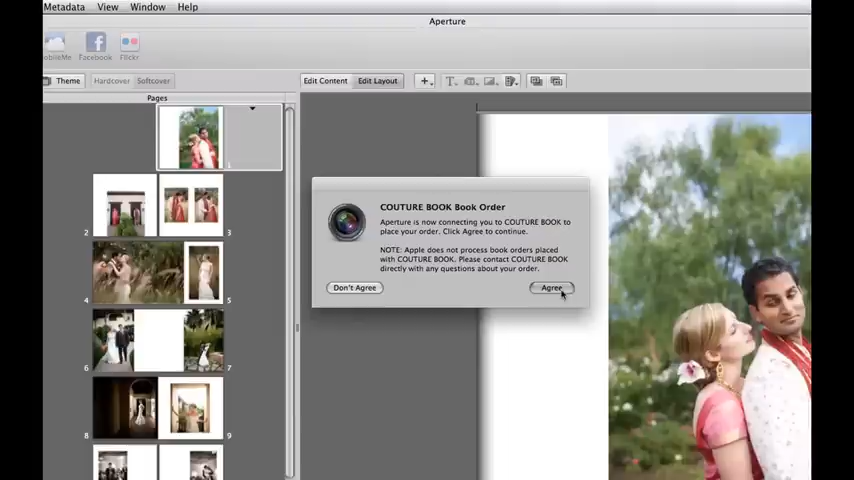 Metadata View Window Help
Aperture
Facebook
Flickr
Theme
Hardcover
Softcover
Edit Content
Edit Layout
Pages
1
2
3
4
5
6
7
8
9
COUTURE BOOK Book Order
Aperture is now connecting you to COUTURE BOOK to
place your order. Click Agree to continue.
NOTE: Apple does not process book orders placed
with COUTURE BOOK. Please contact COUTURE BOOK
directly with any questions about your order.
Don't Agree
Agree